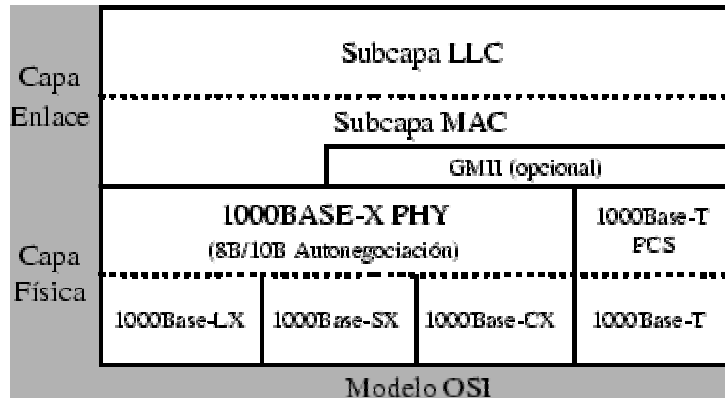 Capa
Enlace
Subcapa LLC
Subcapa MAC
GMII (opcional)
Capa
Física
1000BASE-X PHY
(8B/10B Autonegociación)
1000Base-T
PCS
1000Base-LX
1000Base-SX
1000Base-CX
1000Base-T
Modelo OSI